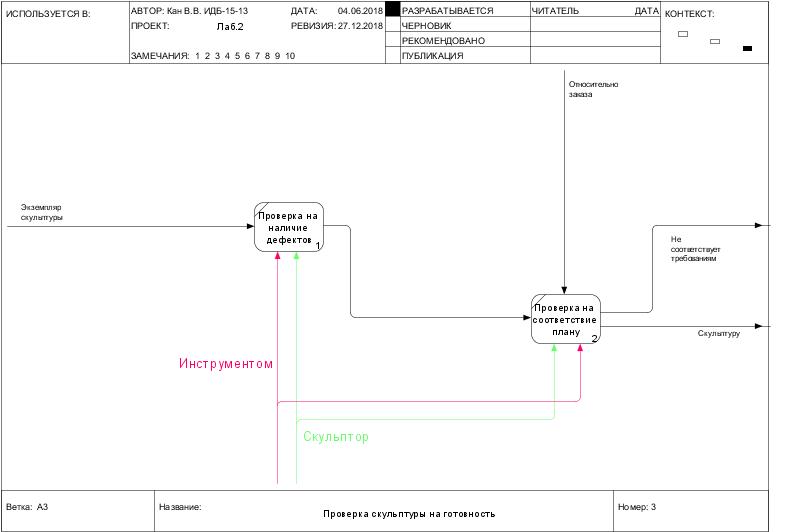 ИСПОЛЬЗУЕТСЯ В:
АВТОР: Кан В.В. ИДБ-15-13
ДАТА: 04.06.2018
РАЗРАБАТЫВАЕТСЯ
ЧИТАТЕЛЬ
ДАТА
КОНТЕКСТ:
ПРОЕКТ: Лаб.2
РЕВИЗИЯ: 27.12.2018
ЧЕРНОВИК
РЕКОМЕНДОВАНО
ЗАМЕЧАНИЯ: 1 2 3 4 5 6 7 8 9 10
ПУБЛИКАЦИЯ
Относительно
заказа
Экземпляр
скульптуры
Проверка на
наличие
дефектов
1
Не
соответствует
требованиям
Проверка на
соответствие
плану
2
Скульптуру
Инструментом
Скульптор
Ветка: A3
Название:
Проверка скульптуры на готовность
Номер: 3